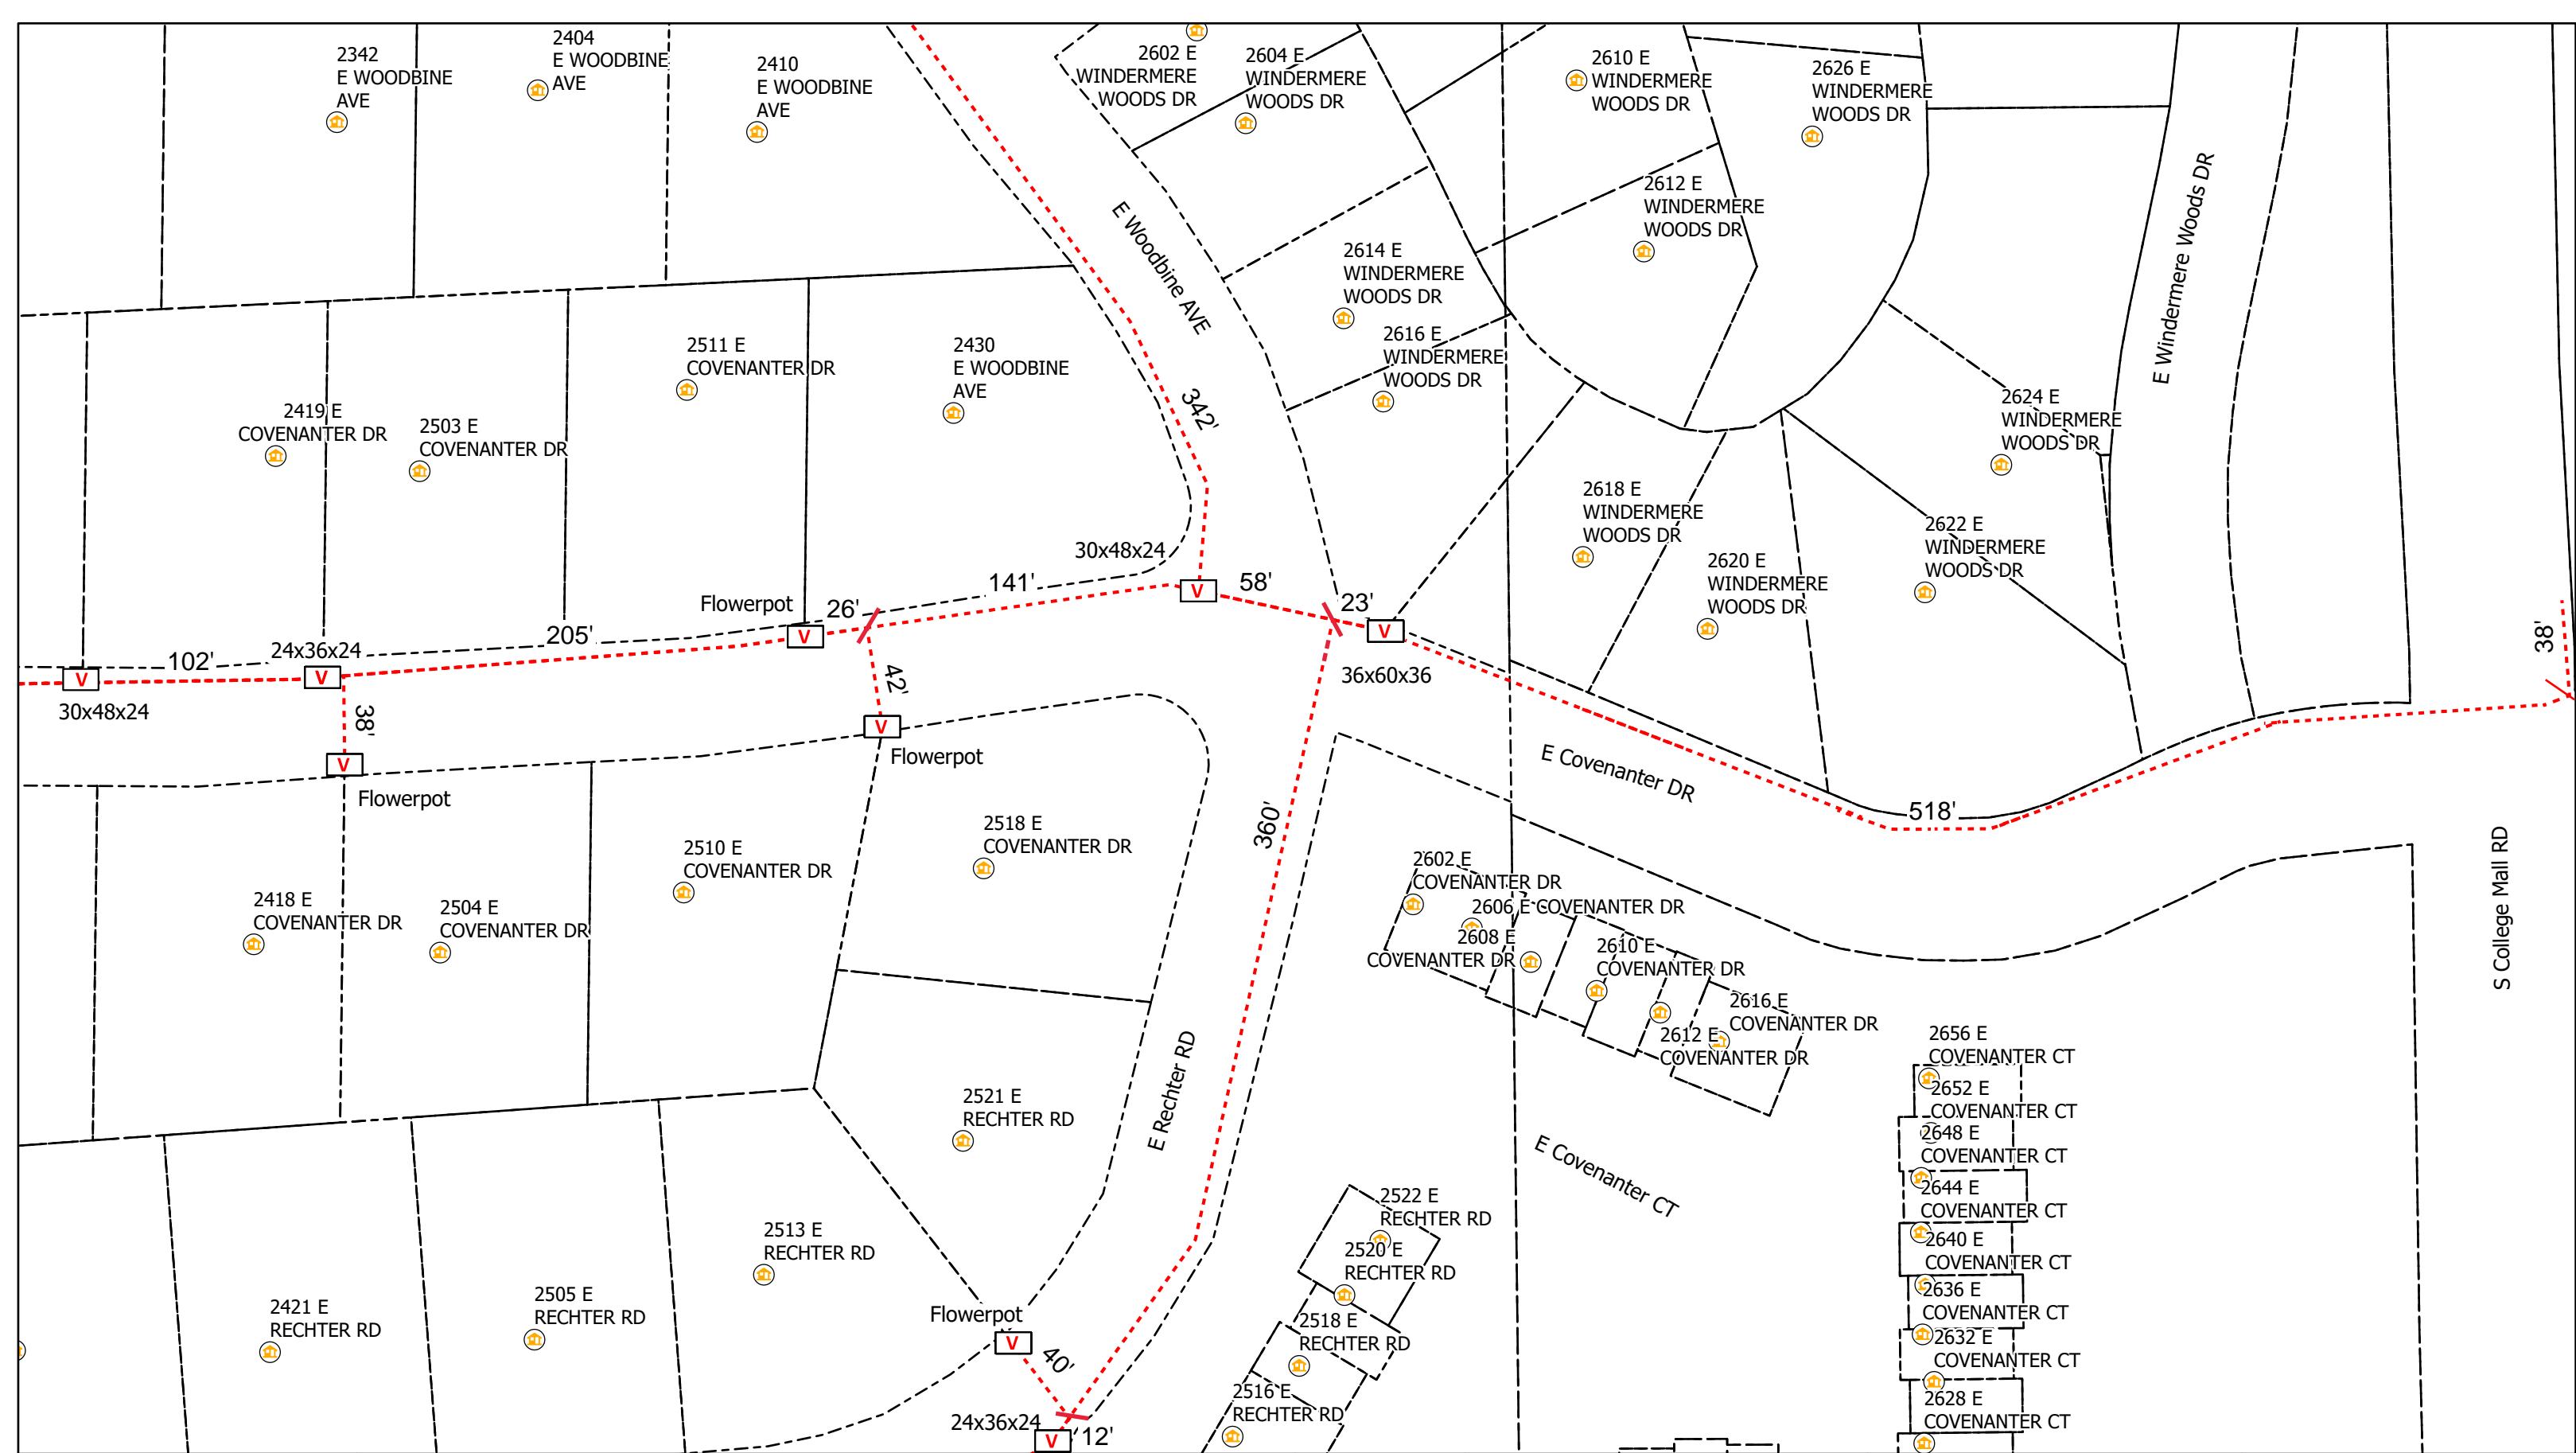 2342
E WOODBINE
AVE
2404
E WOODBINE
AVE
2410
E WOODBINE
AVE
2602 E
WINDERMERE
WOODS DR
2604 E
WINDERMERE
WOODS DR
2610 E
WINDERMERE
WOODS DR
2626 E
WINDERMERE
WOODS DR
2612 E
WINDERMERE
WOODS DR
E Woodbine AVE
E Windermere Woods DR
2614 E
WINDERMERE
WOODS DR
2616 E
WINDERMERE
WOODS DR
2511 E
COVENANTER DR
2430
E WOODBINE
AVE
2419 E
COVENANTER DR
2503 E
COVENANTER DR
342'
2624 E
WINDERMERE
WOODS DR
2618 E
WINDERMERE
WOODS DR
2622 E
WINDERMERE
WOODS DR
2620 E
WINDERMERE
WOODS DR
30x48x24
V
141'
58'
23'
V
36x60x36
Flowerpot
V
26'
205'
24x36x24
V
102'
V
30x48x24
38'
V
Flowerpot
42'
V
Flowerpot
38'
E Covenanter DR
518'
360'
S College Mall RD
2518 E
COVENANTER DR
2510 E
COVENANTER DR
2418 E
COVENANTER DR
2504 E
COVENANTER DR
2602 E
COVENANTER DR
2606 E COVENANTER DR
2608 E
COVENANTER DR
2610 E
COVENANTER DR
2616 E
COVENANTER DR
2612 E
COVENANTER DR
2656 E
COVENANTER CT
2652 E
COVENANTER CT
2648 E
COVENANTER CT
2644 E
COVENANTER CT
2640 E
COVENANTER CT
2636 E
COVENANTER CT
2632 E
COVENANTER CT
2628 E
COVENANTER CT
E Rechter RD
E Covenanter CT
2521 E
RECHTER RD
2513 E
RECHTER RD
2505 E
RECHTER RD
2421 E
RECHTER RD
2522 E
RECHTER RD
2520 E
RECHTER RD
2518 E
RECHTER RD
2516 E
RECHTER RD
Flowerpot
V
40'
24x36x24
V
12'